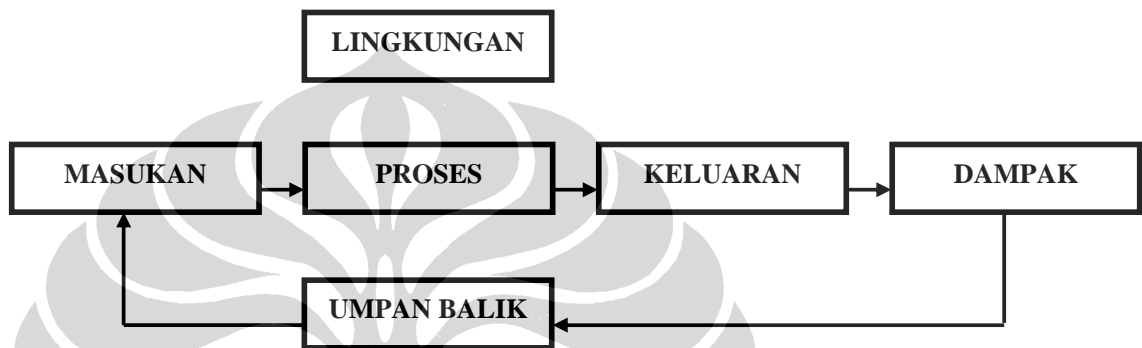 LINGKUNGAN
MASUKAN
PROSES
KELUARAN
DAMPAK
UMPAN BALIK